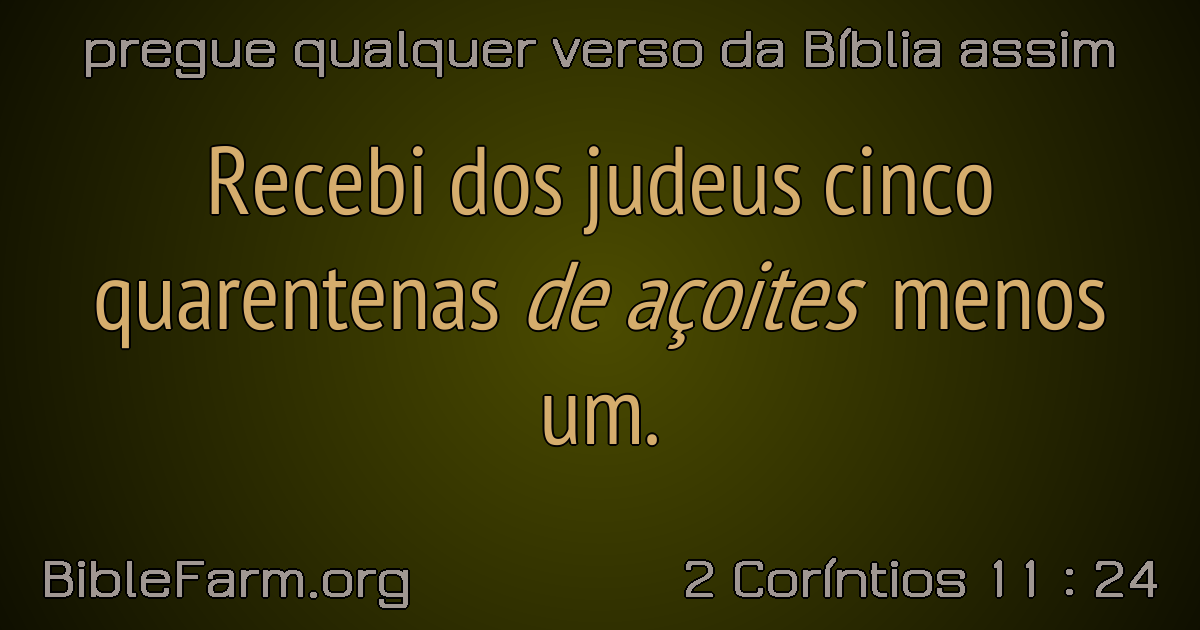 pregue qualquer verso da Bíblia assim
Recebi dos judeus cinco
quarentenas de açoites menos
um.
BibleFarm.org
2 Coríntios 11 : 24